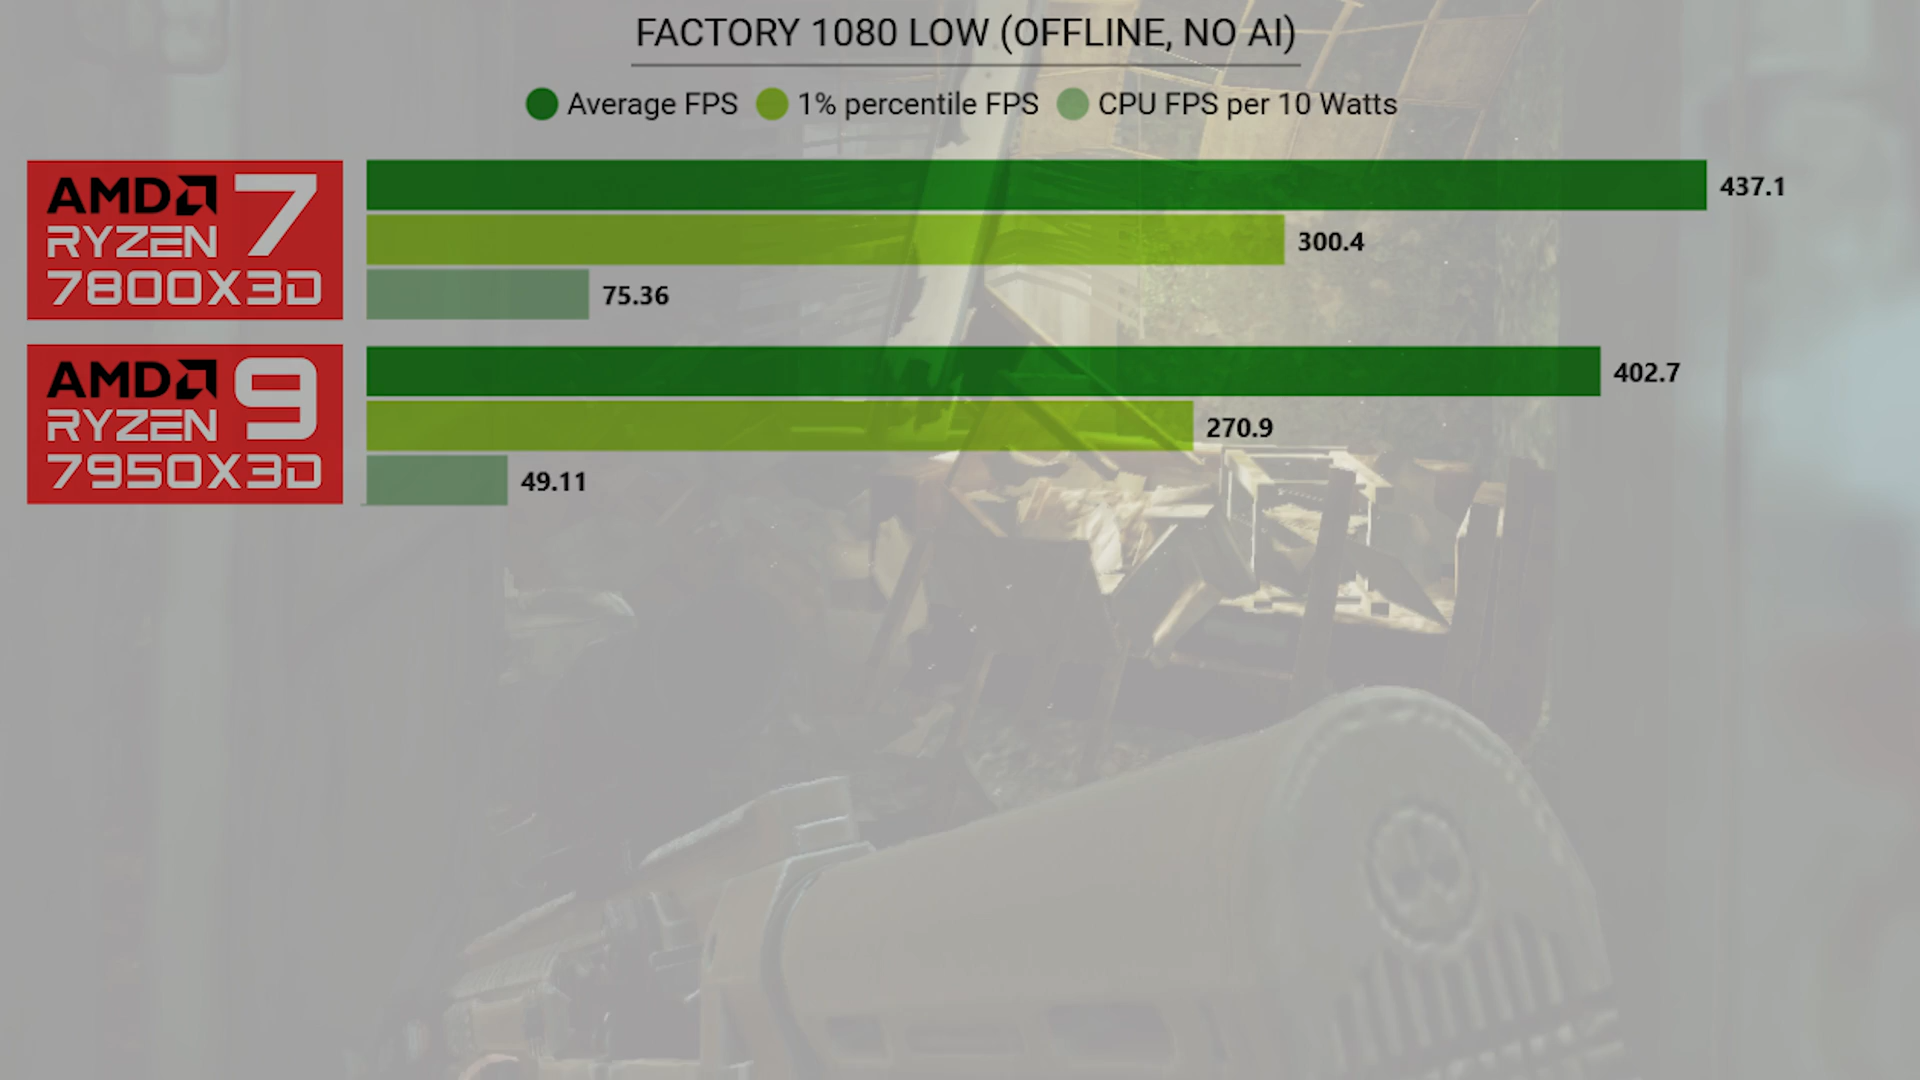 FACTORY 1080 LOW (OFFLINE, NO AI)
Average FPS 1% percentile FPS CPU FPS per 10 Watts
AMD RYZEN 7 7800X3D
437.1
300.4
75.36
AMD RYZEN 9 7950X3D
402.7
270.9
49.11